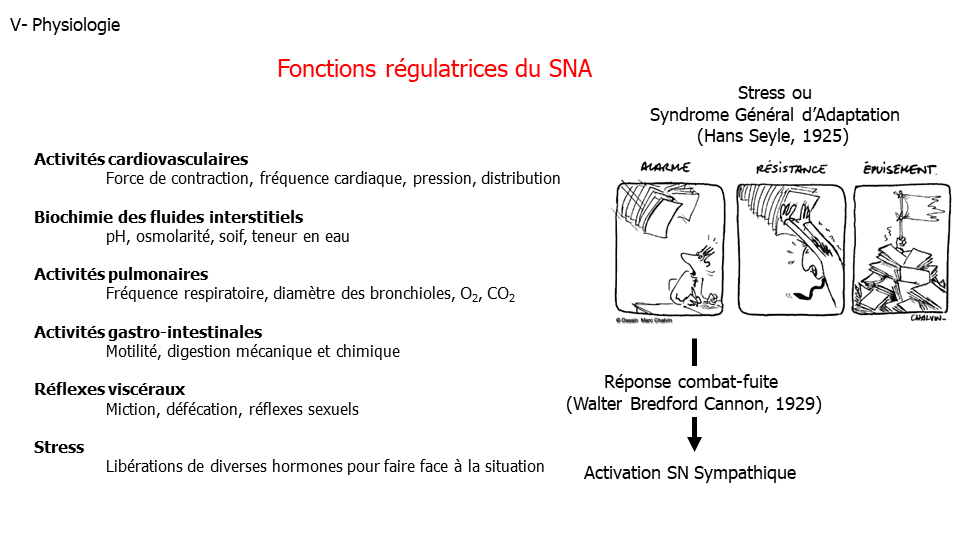 V- Physiologie
Fonctions régulatrices du SNA
Stress ou
Syndrome Général d’Adaptation
(Hans Seyle, 1925)
Activités cardiovasculaires
Force de contraction, fréquence cardiaque, pression, distribution
Biochimie des fluides interstitiels
pH, osmolarité, soif, teneur en eau
Activités pulmonaires
Fréquence respiratoire, diamètre des bronchioles, O₂, CO₂
Activités gastro-intestinales
Motilité, digestion mécanique et chimique
Réflexes viscéraux
Miction, défécation, réflexes sexuels
Stress
Libérations de diverses hormones pour faire face à la situation
ALARME
RÉSISTANCE
ÉPUISEMENT.
© Dessin Marc Chalvin
CHALVIN_
Réponse combat-fuite
(Walter Bredford Cannon, 1929)
Activation SN Sympathique